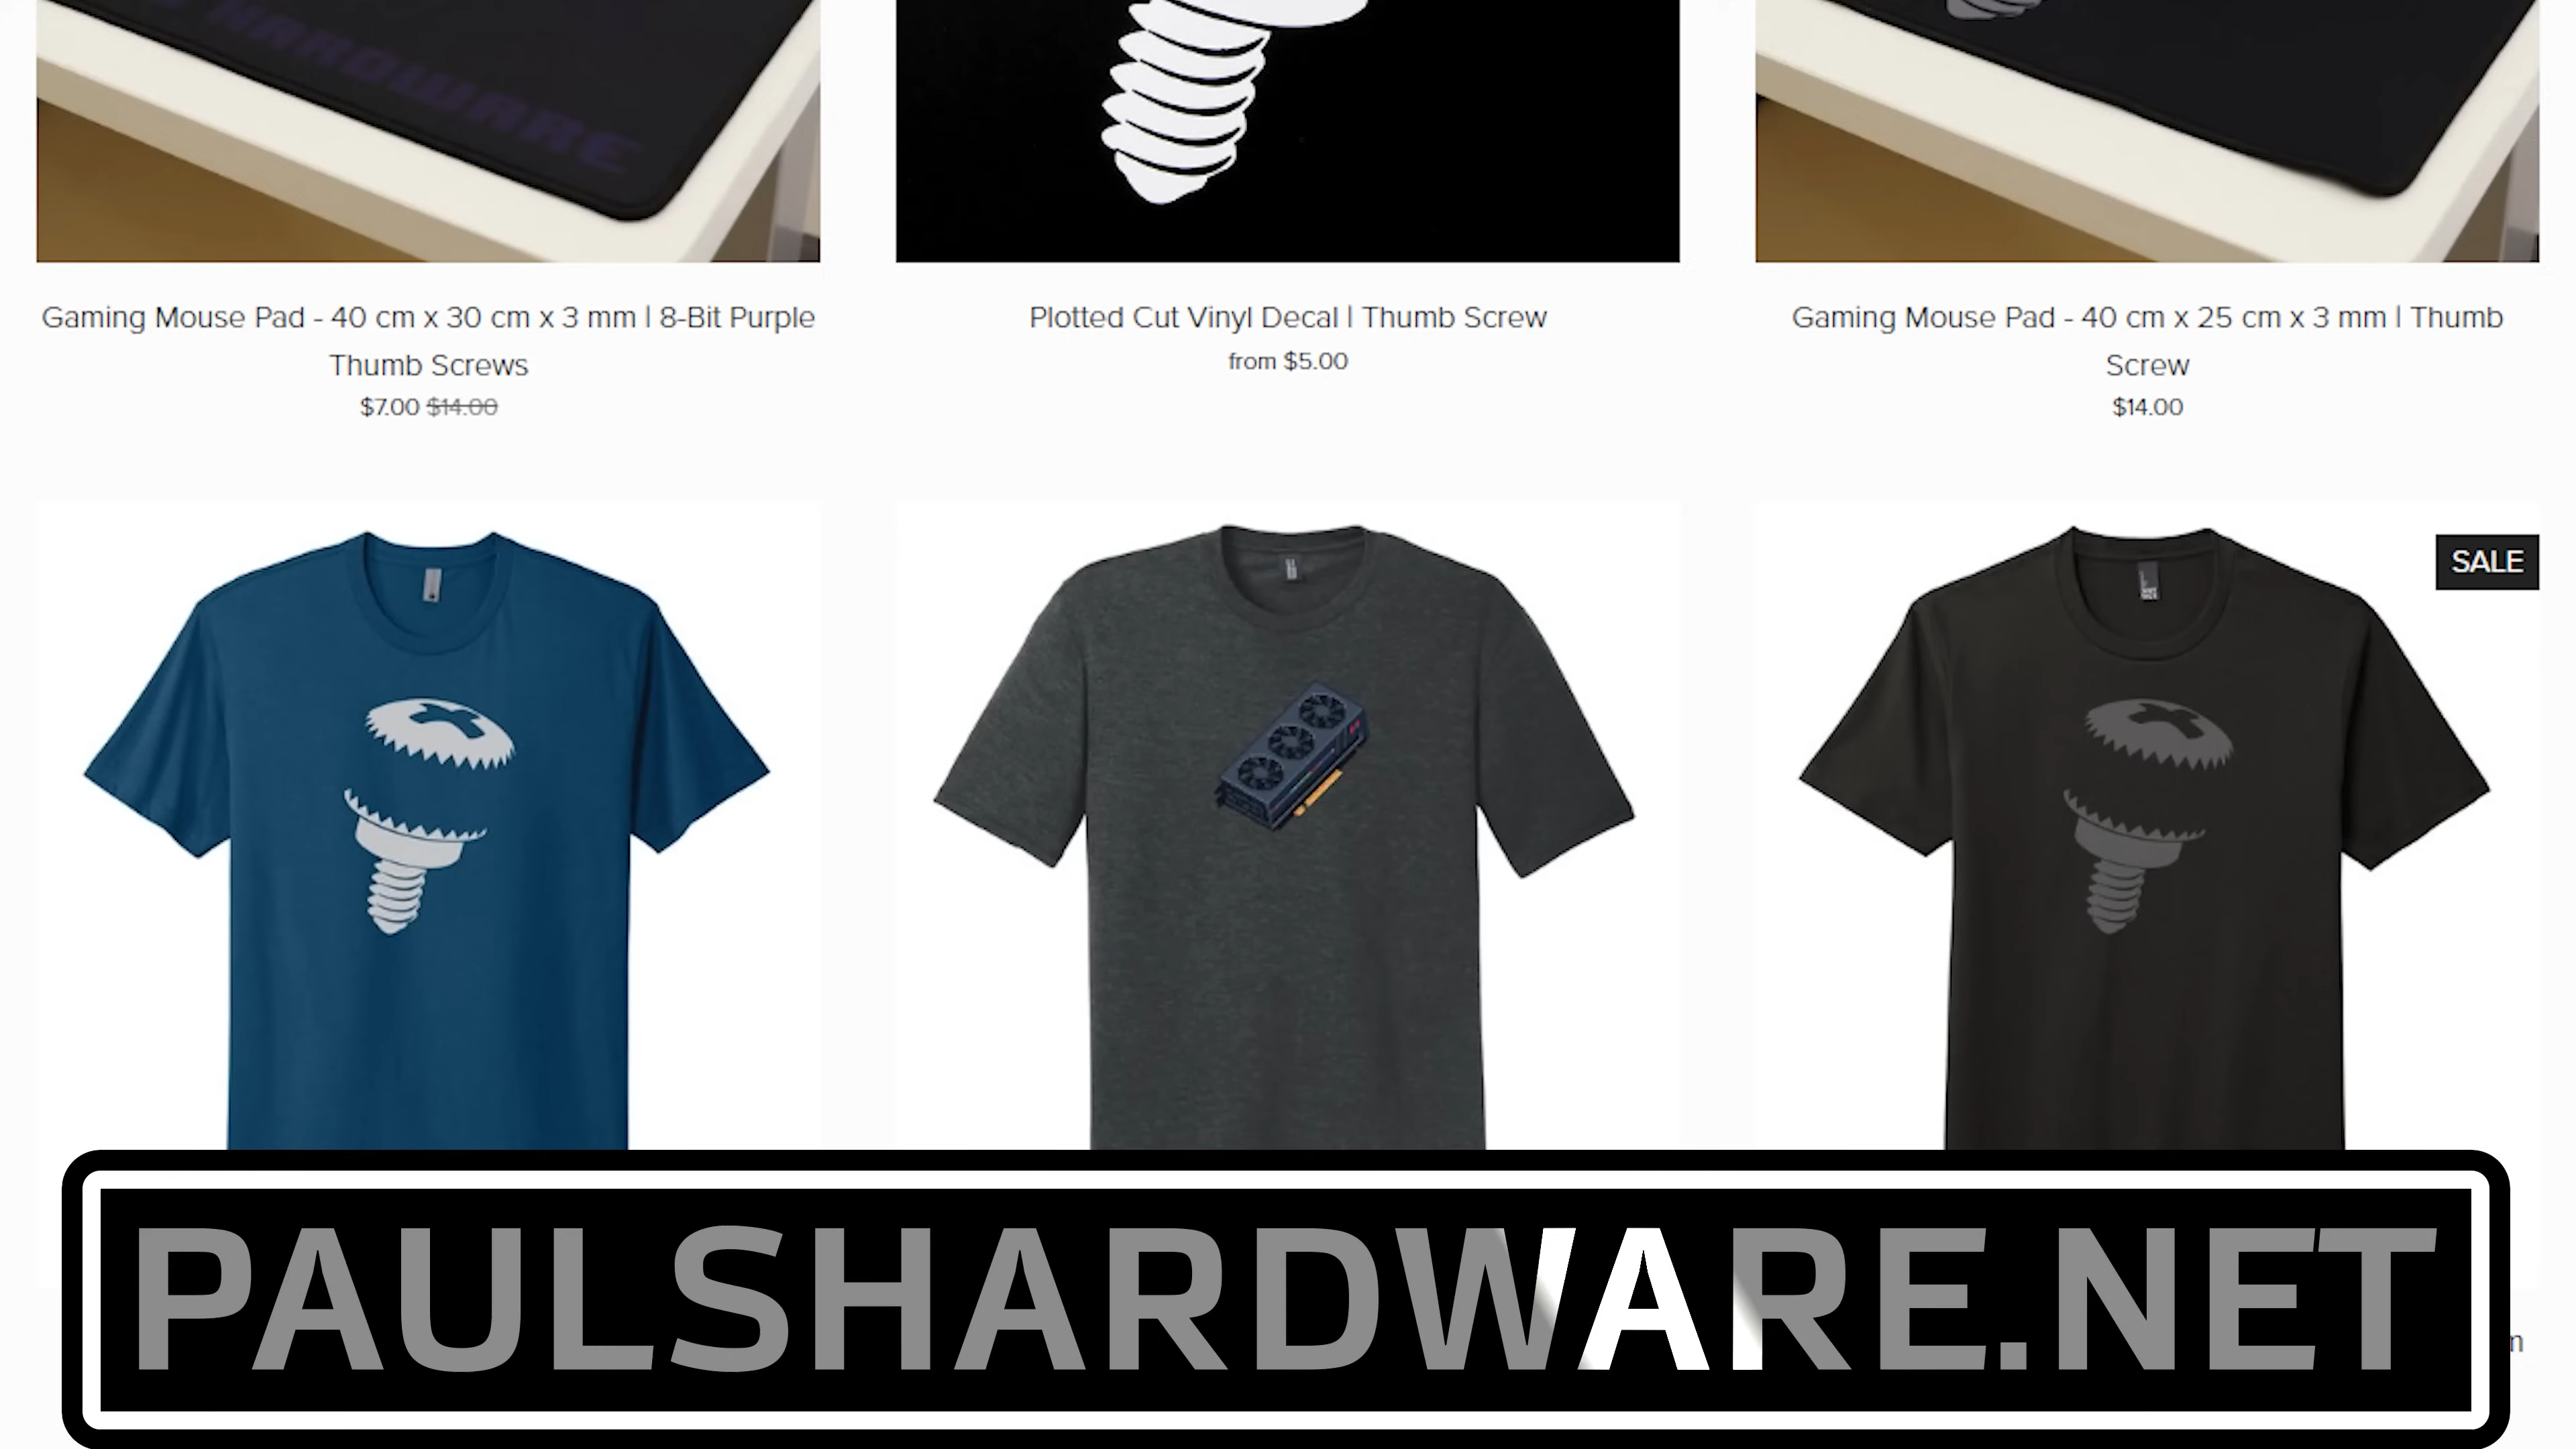 HARDWARE
Gaming Mouse Pad - 40 cm x 30 cm x 3 mm | 8-Bit Purple
Thumb Screws
$7.00 $14.00
Plotted Cut Vinyl Decal | Thumb Screw
from $5.00
Gaming Mouse Pad - 40 cm x 25 cm x 3 mm | Thumb
Screw
$14.00
SALE
PAULSHARDWARE.NET